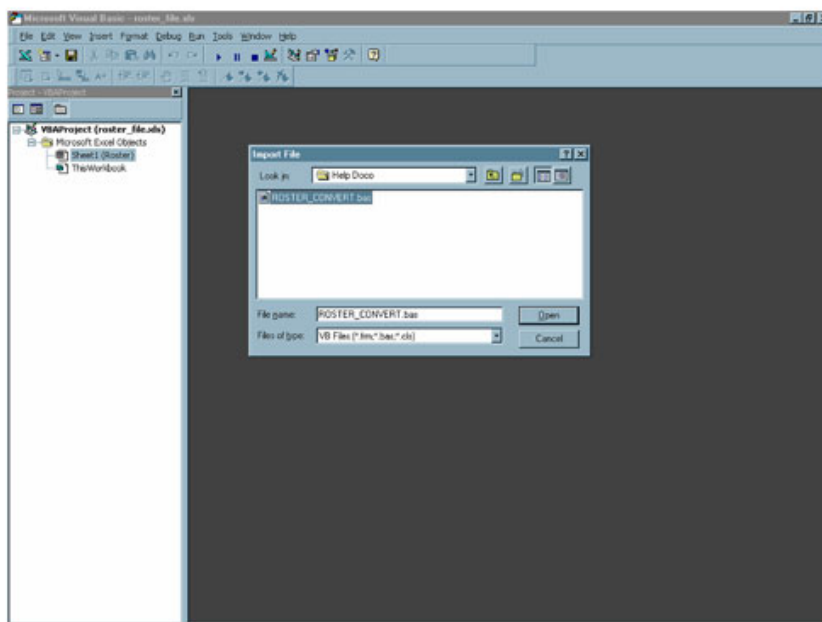 Microsoft Visual Basic - roster_file.xls
File Edit View Insert Format Debug Run Tools Window Help
Project - VBAProject
VBAProject (roster_file.xls)
Microsoft Excel Objects
Sheet1 (Roster)
ThisWorkbook
Import File
Look in: Help Doco
ROSTER_CONVERT.bas
File name: ROSTER_CONVERT.bas
Open
Files of type: VB Files (*.frm;*.bas;*.cls)
Cancel